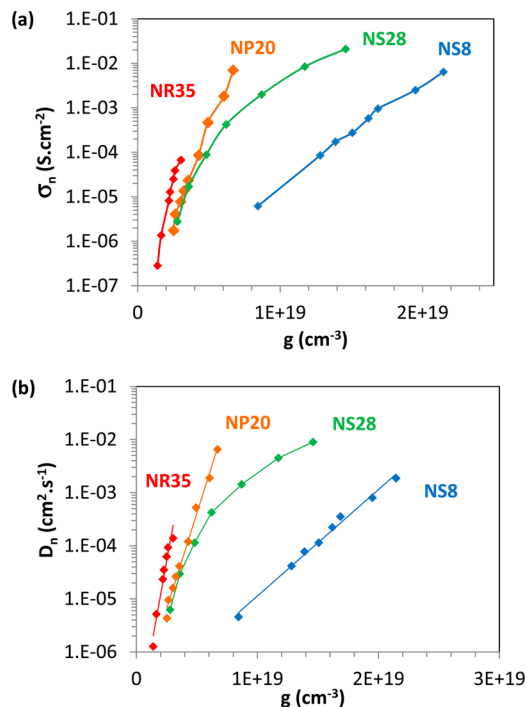 (a)
1.E-01
1.E-02
1.E-03
1.E-04
1.E-05
1.E-06
1.E-07
σn (S.cm-2)
NR35
NP20
NS28
NS8
0
1E+19
2E+19
g (cm-3)
(b)
1.E-01
1.E-02
1.E-03
1.E-04
1.E-05
1.E-06
Dn (cm2.s-1)
NR35
NP20
NS28
NS8
0
1E+19
2E+19
3E+19
g (cm-3)